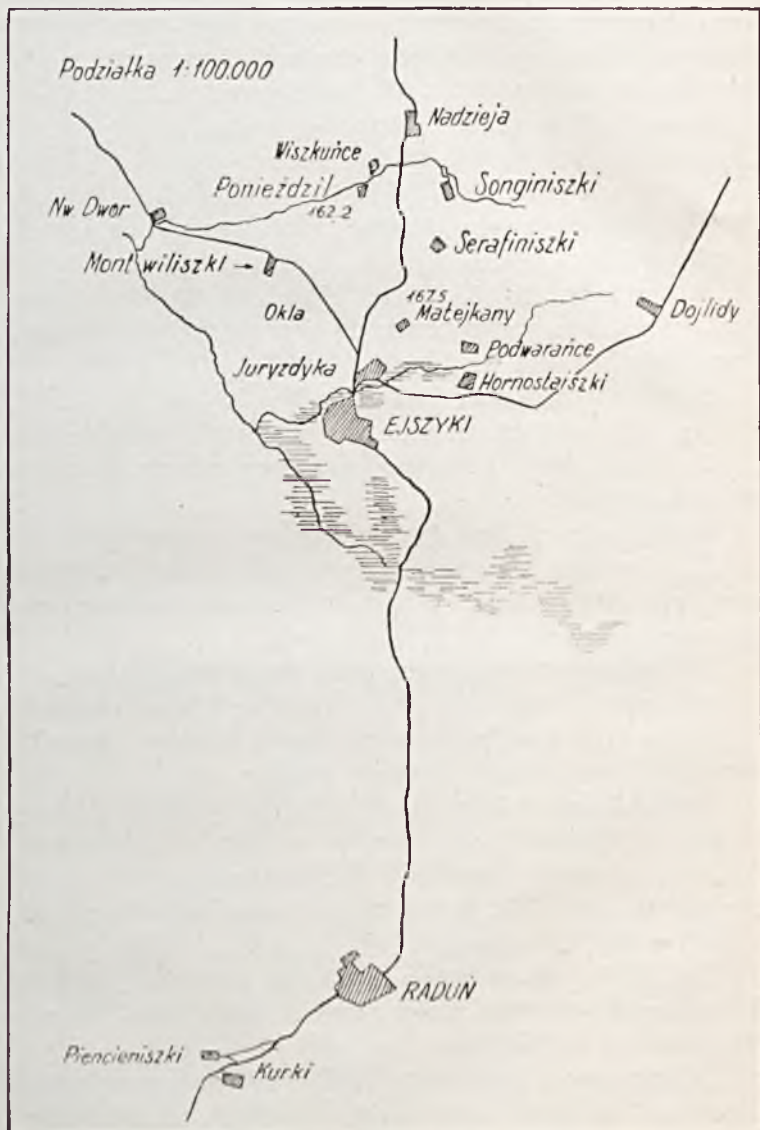 Podziałka 1:100.000
Nadzieja
Wiszkuńce
Ponieździl
Songiniszki
162.2
Nw. Dwor
Serafiniszki
Montwiliszki
167.5
Okla
Matejkany
Dojlidy
Podwarańce
Juryzdyka
Hornostaiszki
EJSZYKI
RADUŃ
Piencieniszki
Kurki